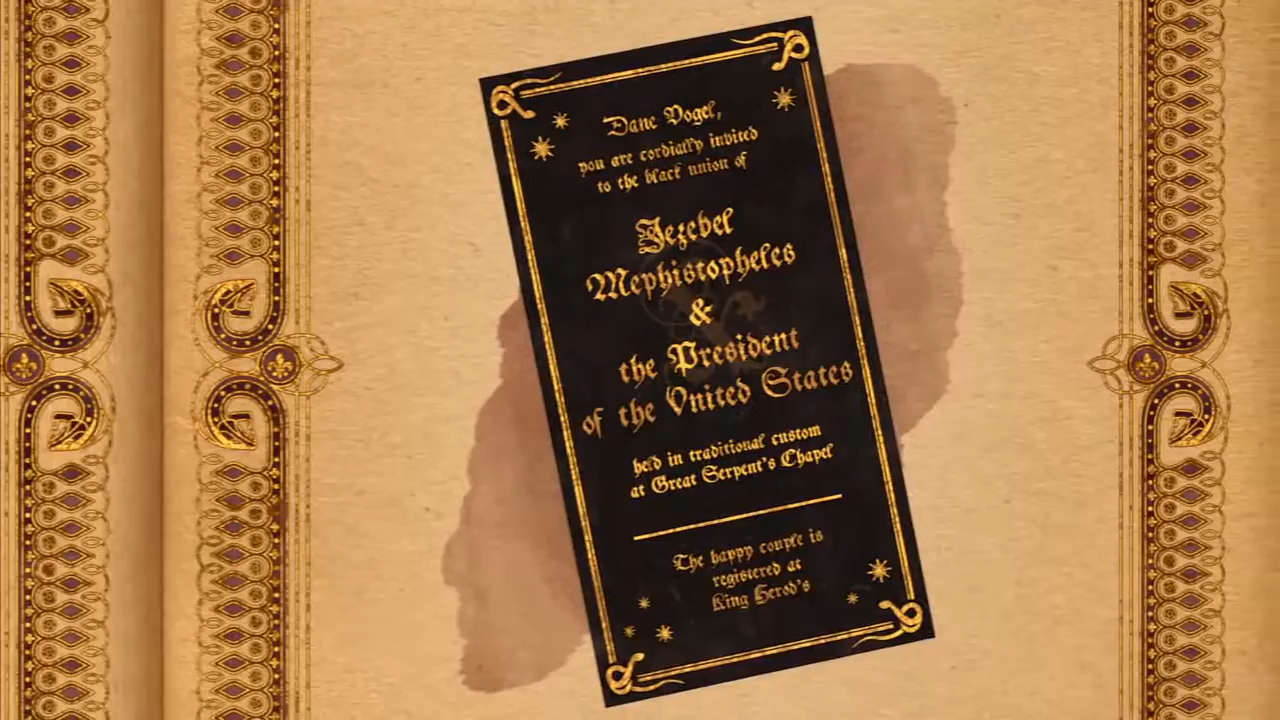 Dane Vogel,
you are cordially invited
to the black union of
Jezebel
Mephistopheles
&
the President
of the United States
held in traditional custom
at Great Serpent's Chapel
The happy couple is
registered at
King Herod's